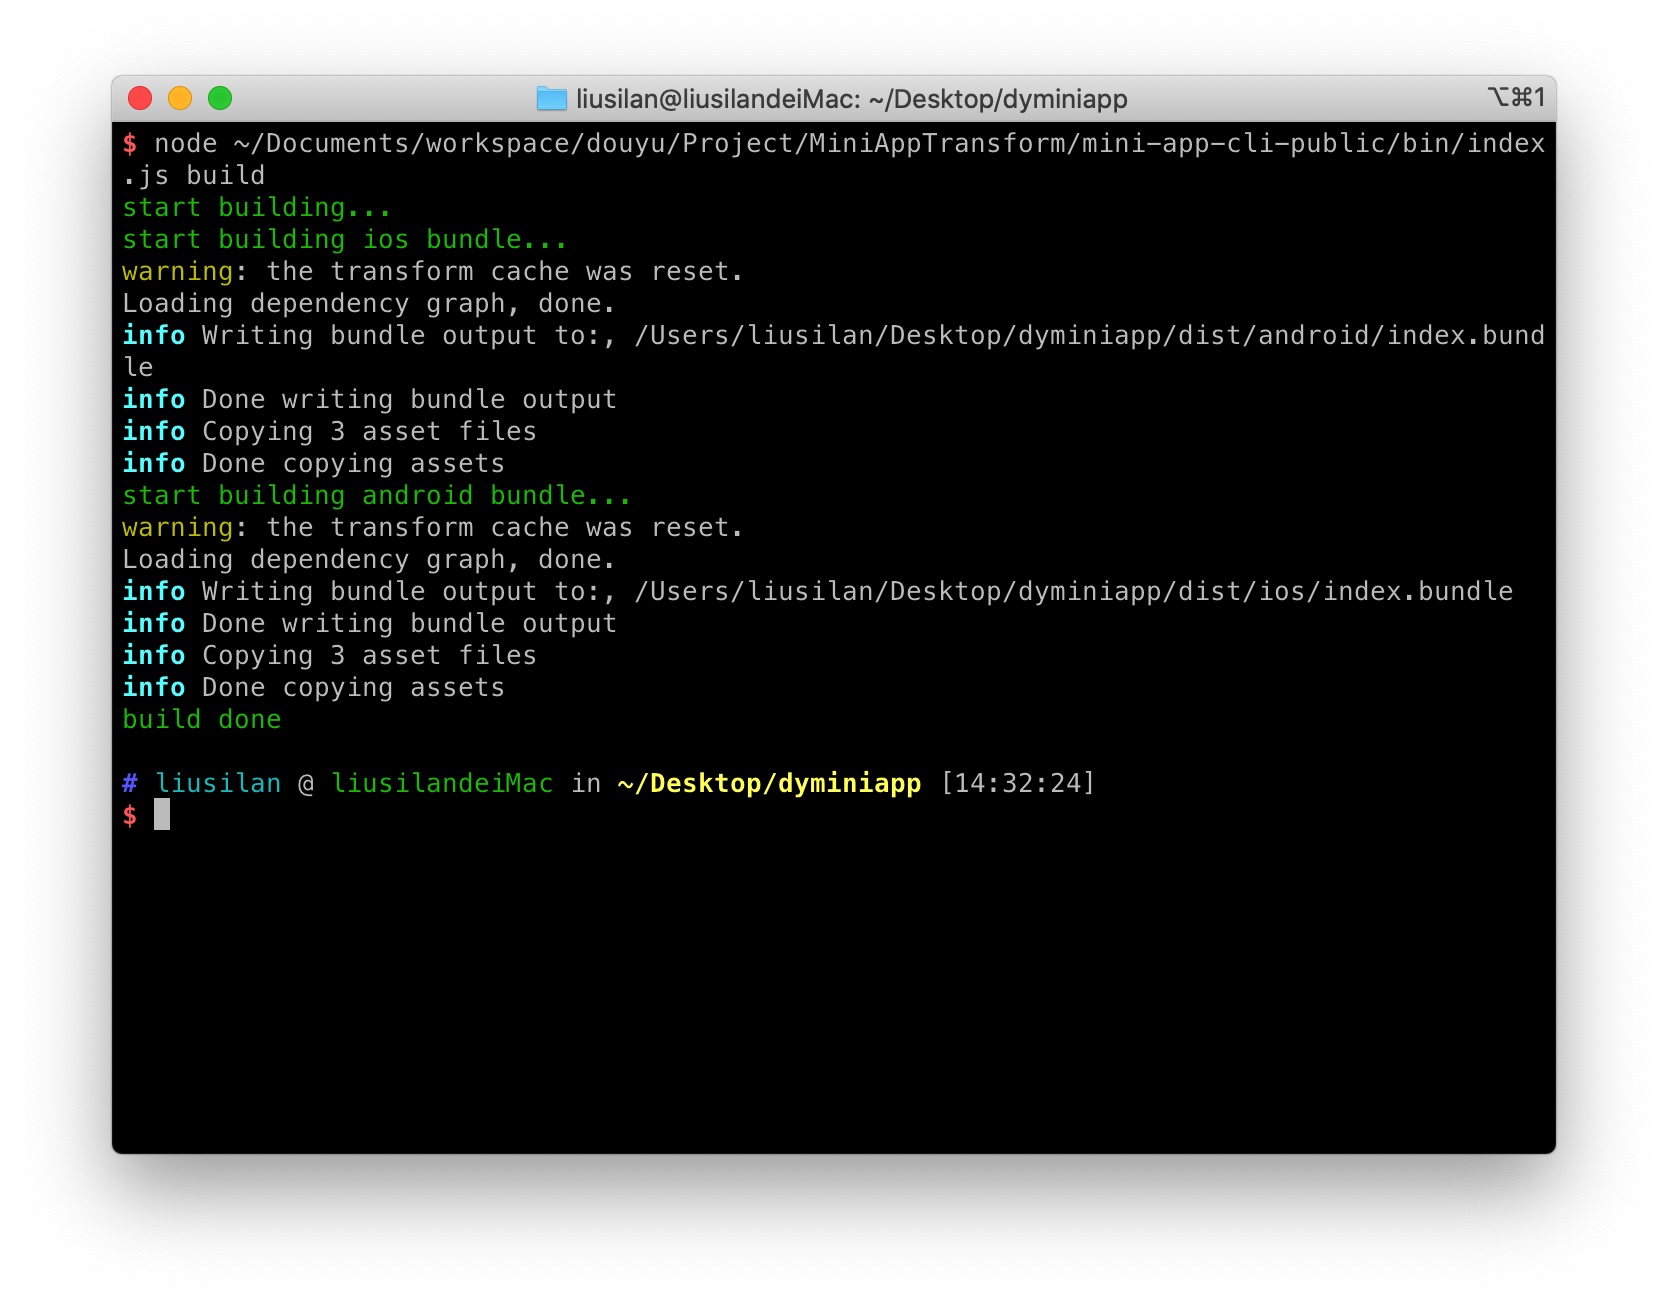 liusilan@liusilandeiMac: ~/Desktop/dyminiapp
⌥⌘1
$ node ~/Documents/workspace/douyu/Project/MiniAppTransform/mini-app-cli-public/bin/index
.js build
start building...
start building ios bundle...
warning: the transform cache was reset.
Loading dependency graph, done.
info Writing bundle output to:, /Users/liusilan/Desktop/dyminiapp/dist/android/index.bund
le
info Done writing bundle output
info Copying 3 asset files
info Done copying assets
start building android bundle...
warning: the transform cache was reset.
Loading dependency graph, done.
info Writing bundle output to:, /Users/liusilan/Desktop/dyminiapp/dist/ios/index.bundle
info Done writing bundle output
info Copying 3 asset files
info Done copying assets
build done
# liusilan @ liusilandeiMac in ~/Desktop/dyminiapp [14:32:24]
$